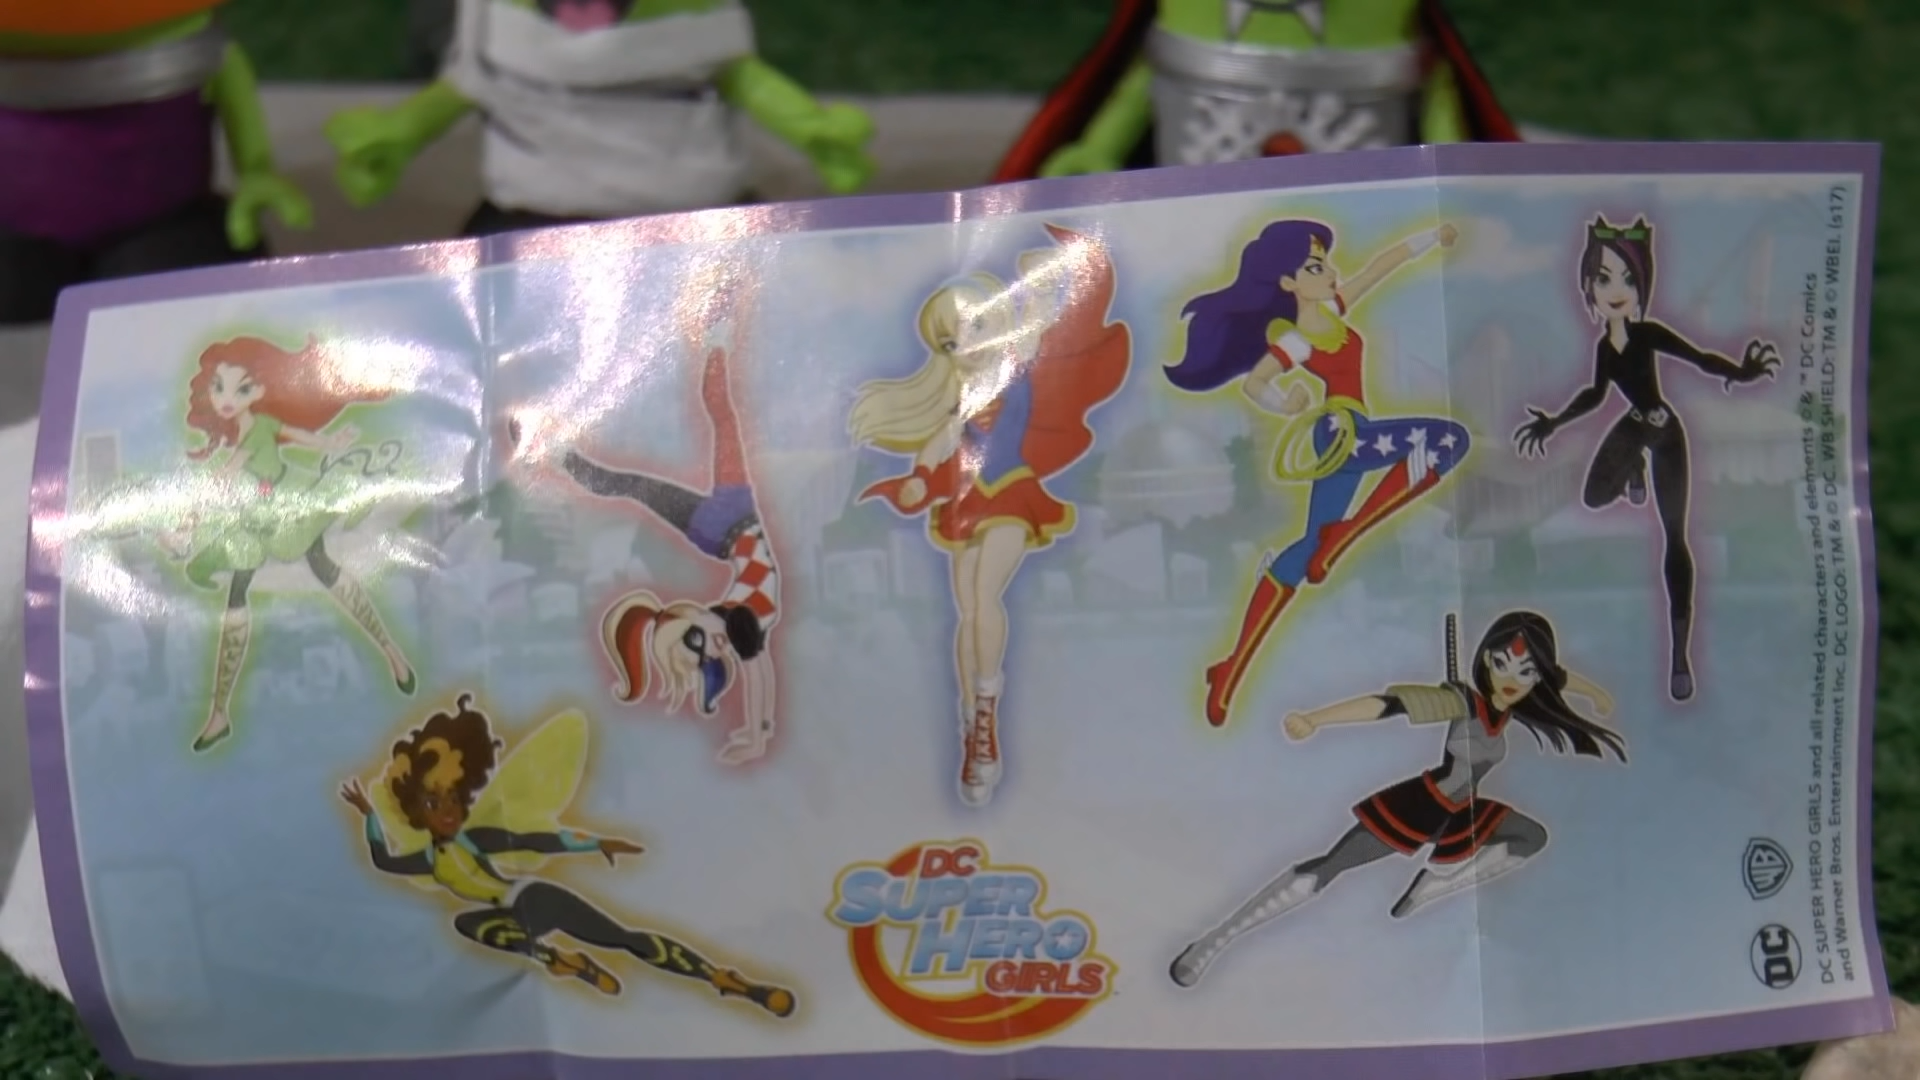 DC
SUPER
HERO
GIRLS
DC SUPER HERO GIRLS and all related characters and elements © & ™ DC Comics
and Warner Bros. Entertainment Inc. DC LOGO: TM & © DC. WB SHIELD: TM & © WBEI. (s17)
DC
WB